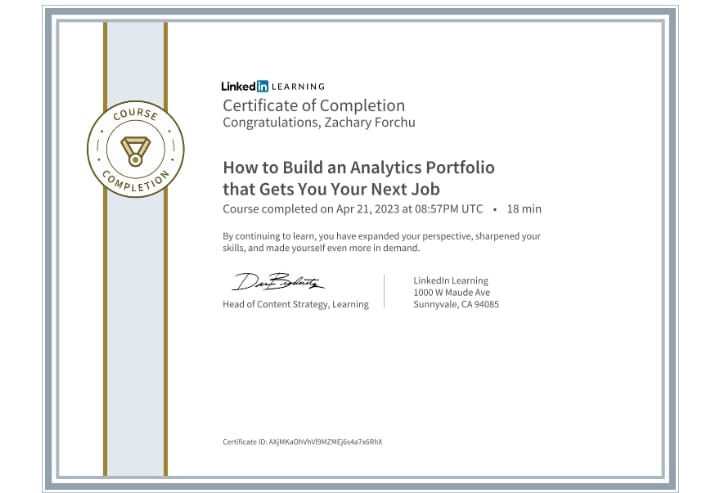 COURSE
COMPLETION
Linked in LEARNING
Certificate of Completion
Congratulations, Zachary Forchu
How to Build an Analytics Portfolio
that Gets You Your Next Job
Course completed on Apr 21, 2023 at 08:57PM UTC • 18 min
By continuing to learn, you have expanded your perspective, sharpened your
skills, and made yourself even more in demand.
Head of Content Strategy, Learning
LinkedIn Learning
1000 W Maude Ave
Sunnyvale, CA 94085
Certificate ID: